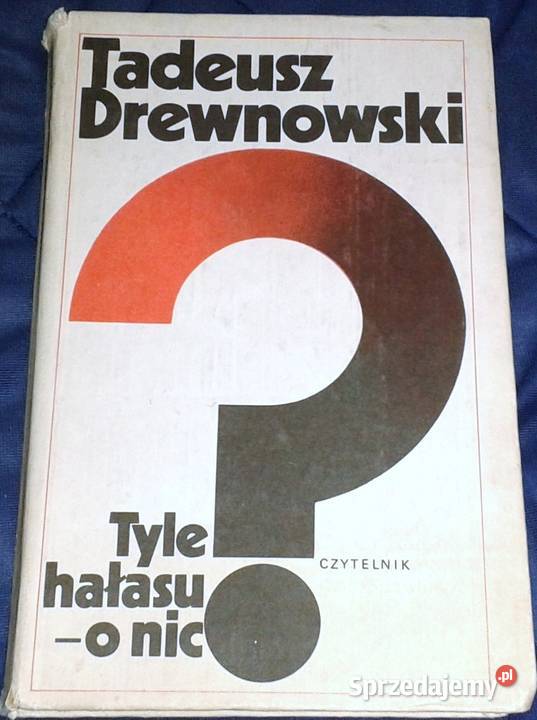 Tadeusz
Drewnowski
?
Tyle
hałasu
– o nic
CZYTELNIK
Sprzedajemy.pl